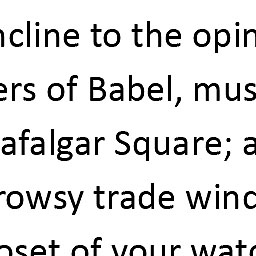 ncline to the opin
ers of Babel, mus
afalgar Square; a
rowsy trade winc
oset of your watc